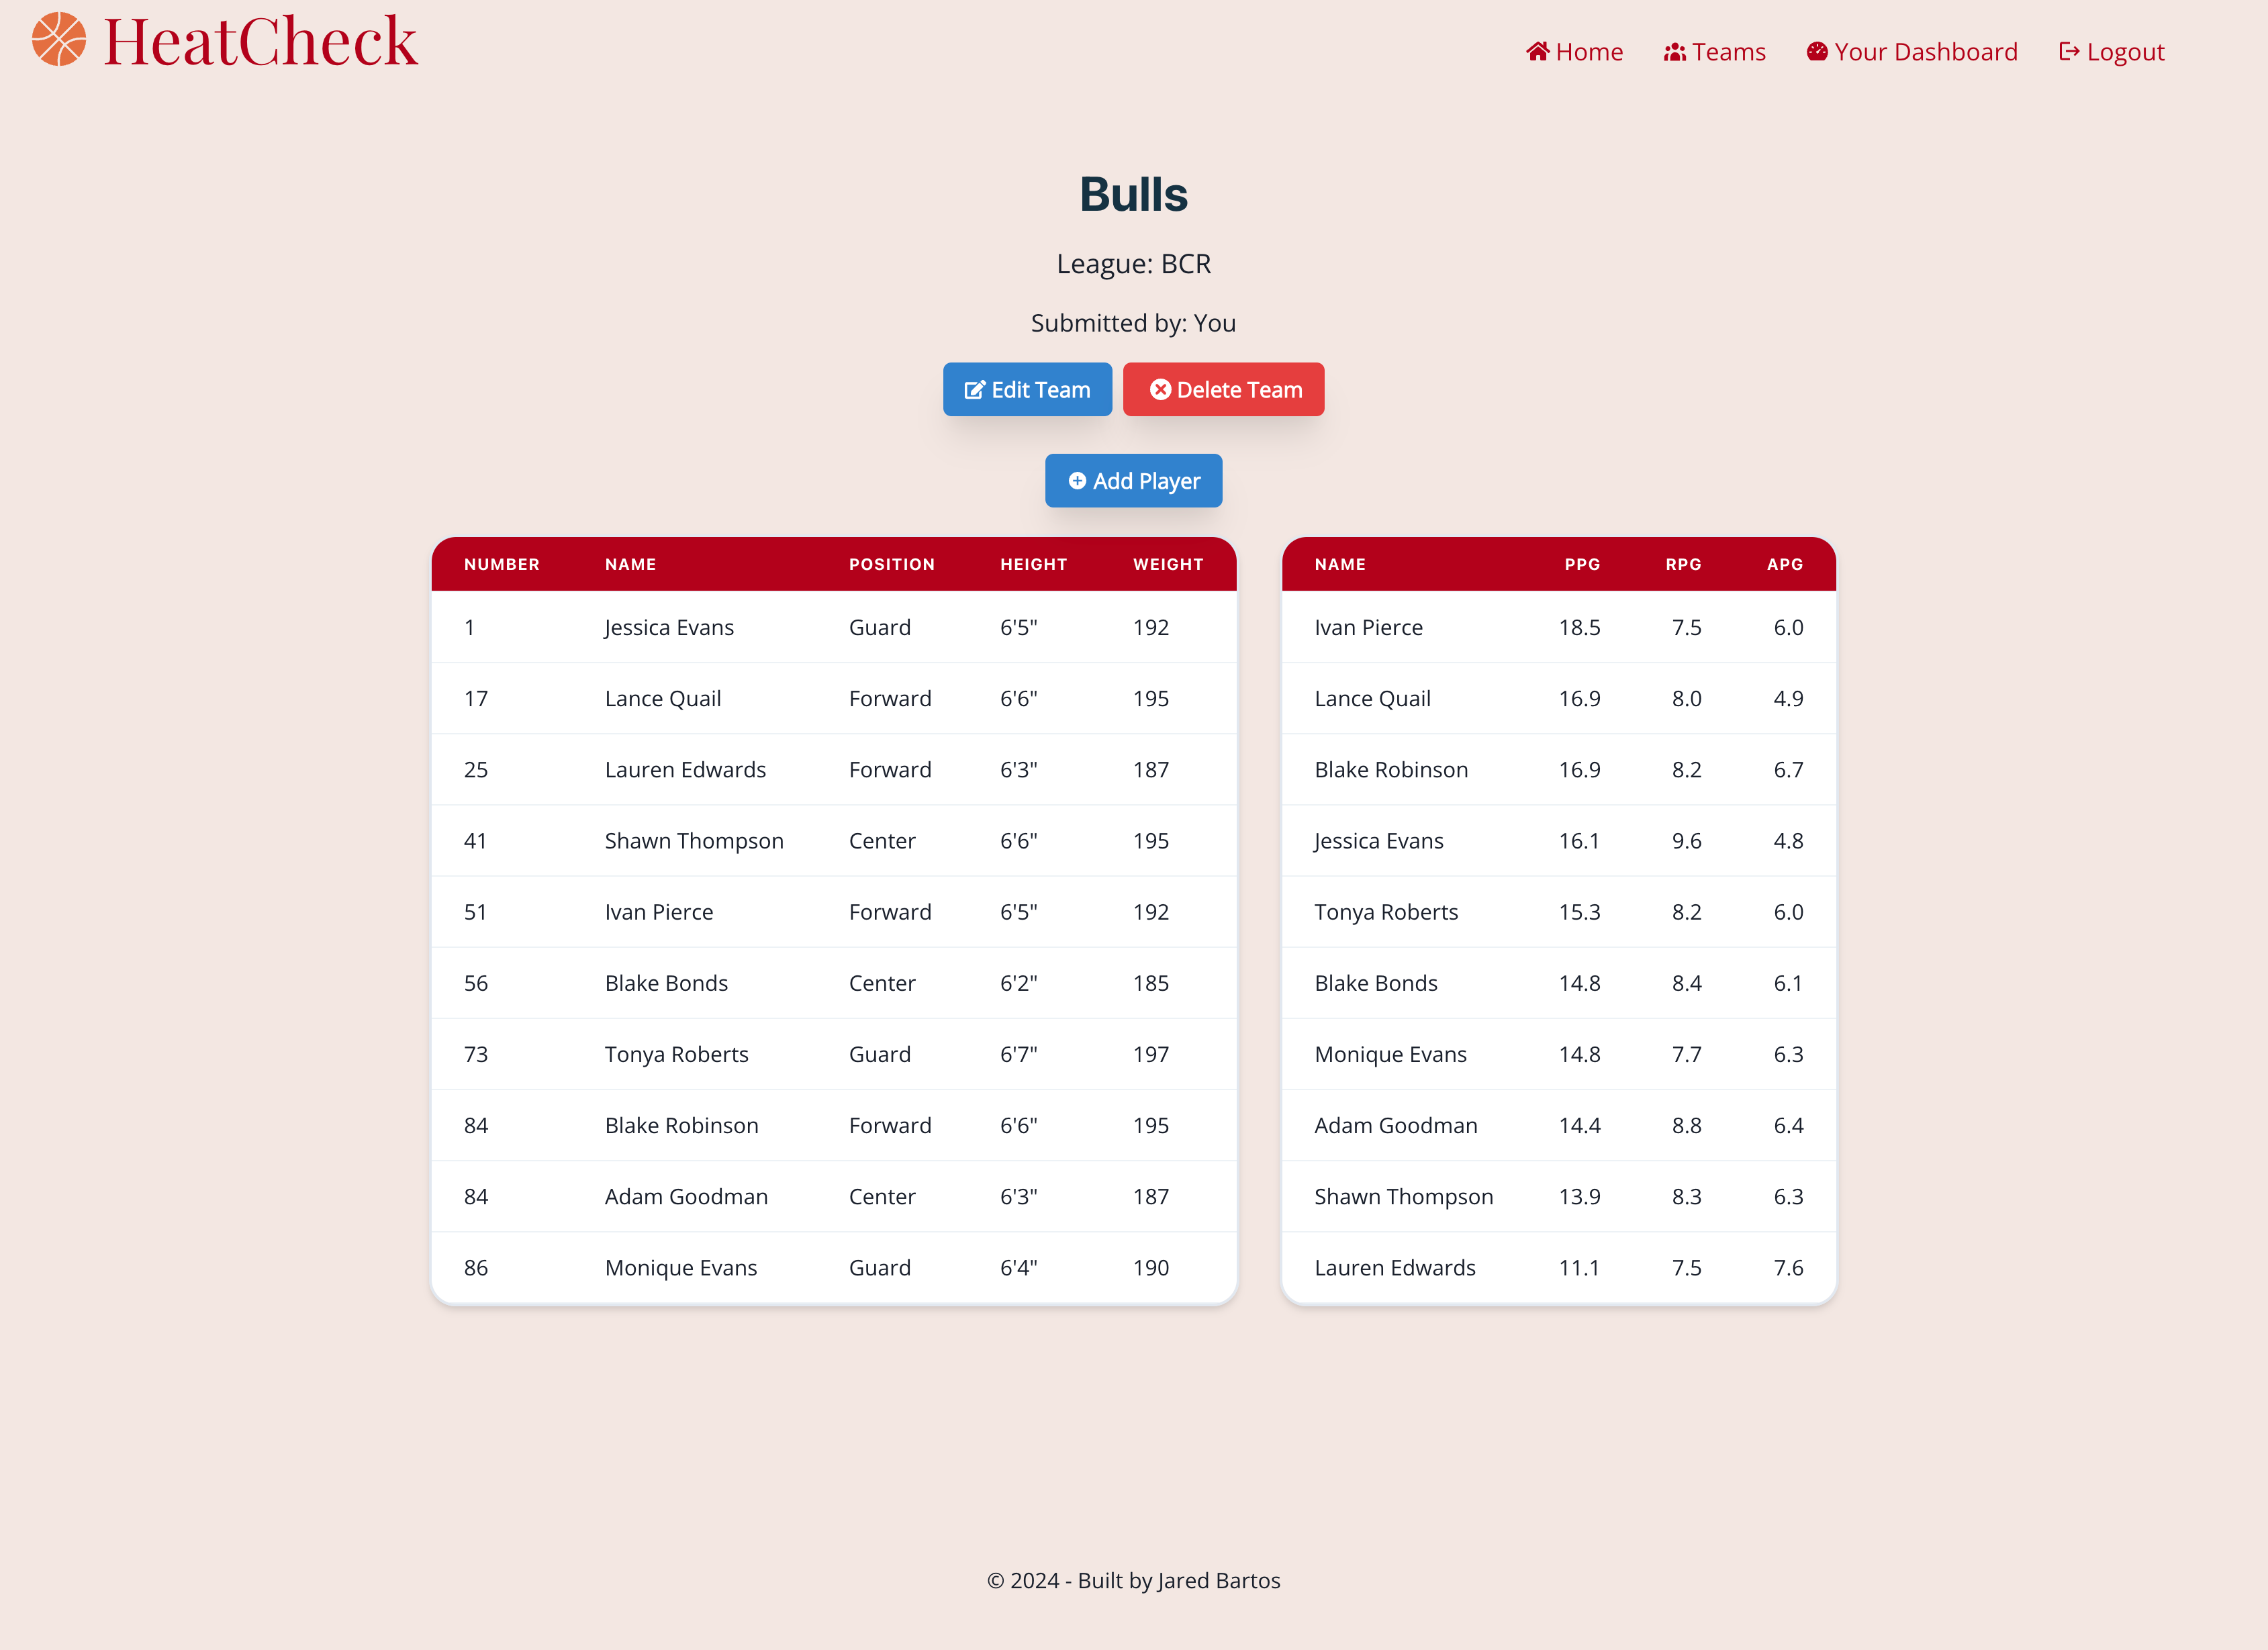 HeatCheck
Home Teams Your Dashboard Logout
Bulls
League: BCR
Submitted by: You
Edit Team Delete Team
Add Player
NUMBER NAME POSITION HEIGHT WEIGHT
1 Jessica Evans Guard 6'5" 192
17 Lance Quail Forward 6'6" 195
25 Lauren Edwards Forward 6'3" 187
41 Shawn Thompson Center 6'6" 195
51 Ivan Pierce Forward 6'5" 192
56 Blake Bonds Center 6'2" 185
73 Tonya Roberts Guard 6'7" 197
84 Blake Robinson Forward 6'6" 195
84 Adam Goodman Center 6'3" 187
86 Monique Evans Guard 6'4" 190
NAME PPG RPG APG
Ivan Pierce 18.5 7.5 6.0
Lance Quail 16.9 8.0 4.9
Blake Robinson 16.9 8.2 6.7
Jessica Evans 16.1 9.6 4.8
Tonya Roberts 15.3 8.2 6.0
Blake Bonds 14.8 8.4 6.1
Monique Evans 14.8 7.7 6.3
Adam Goodman 14.4 8.8 6.4
Shawn Thompson 13.9 8.3 6.3
Lauren Edwards 11.1 7.5 7.6
© 2024 - Built by Jared Bartos